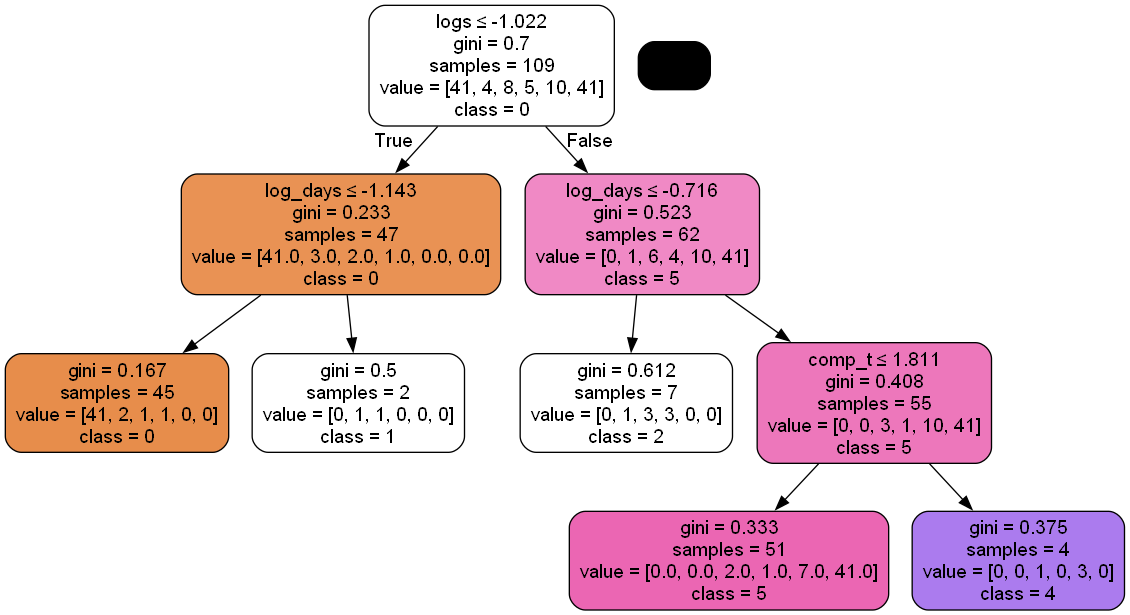 logs ≤ -1.022
gini = 0.7
samples = 109
value = [41, 4, 8, 5, 10, 41]
class = 0
True
False
log_days ≤ -1.143
gini = 0.233
samples = 47
value = [41.0, 3.0, 2.0, 1.0, 0.0, 0.0]
class = 0
log_days ≤ -0.716
gini = 0.523
samples = 62
value = [0, 1, 6, 4, 10, 41]
class = 5
gini = 0.167
samples = 45
value = [41, 2, 1, 1, 0, 0]
class = 0
gini = 0.5
samples = 2
value = [0, 1, 1, 0, 0, 0]
class = 1
gini = 0.612
samples = 7
value = [0, 1, 3, 3, 0, 0]
class = 2
comp_t ≤ 1.811
gini = 0.408
samples = 55
value = [0, 0, 3, 1, 10, 41]
class = 5
gini = 0.333
samples = 51
value = [0.0, 0.0, 2.0, 1.0, 7.0, 41.0]
class = 5
gini = 0.375
samples = 4
value = [0, 0, 1, 0, 3, 0]
class = 4